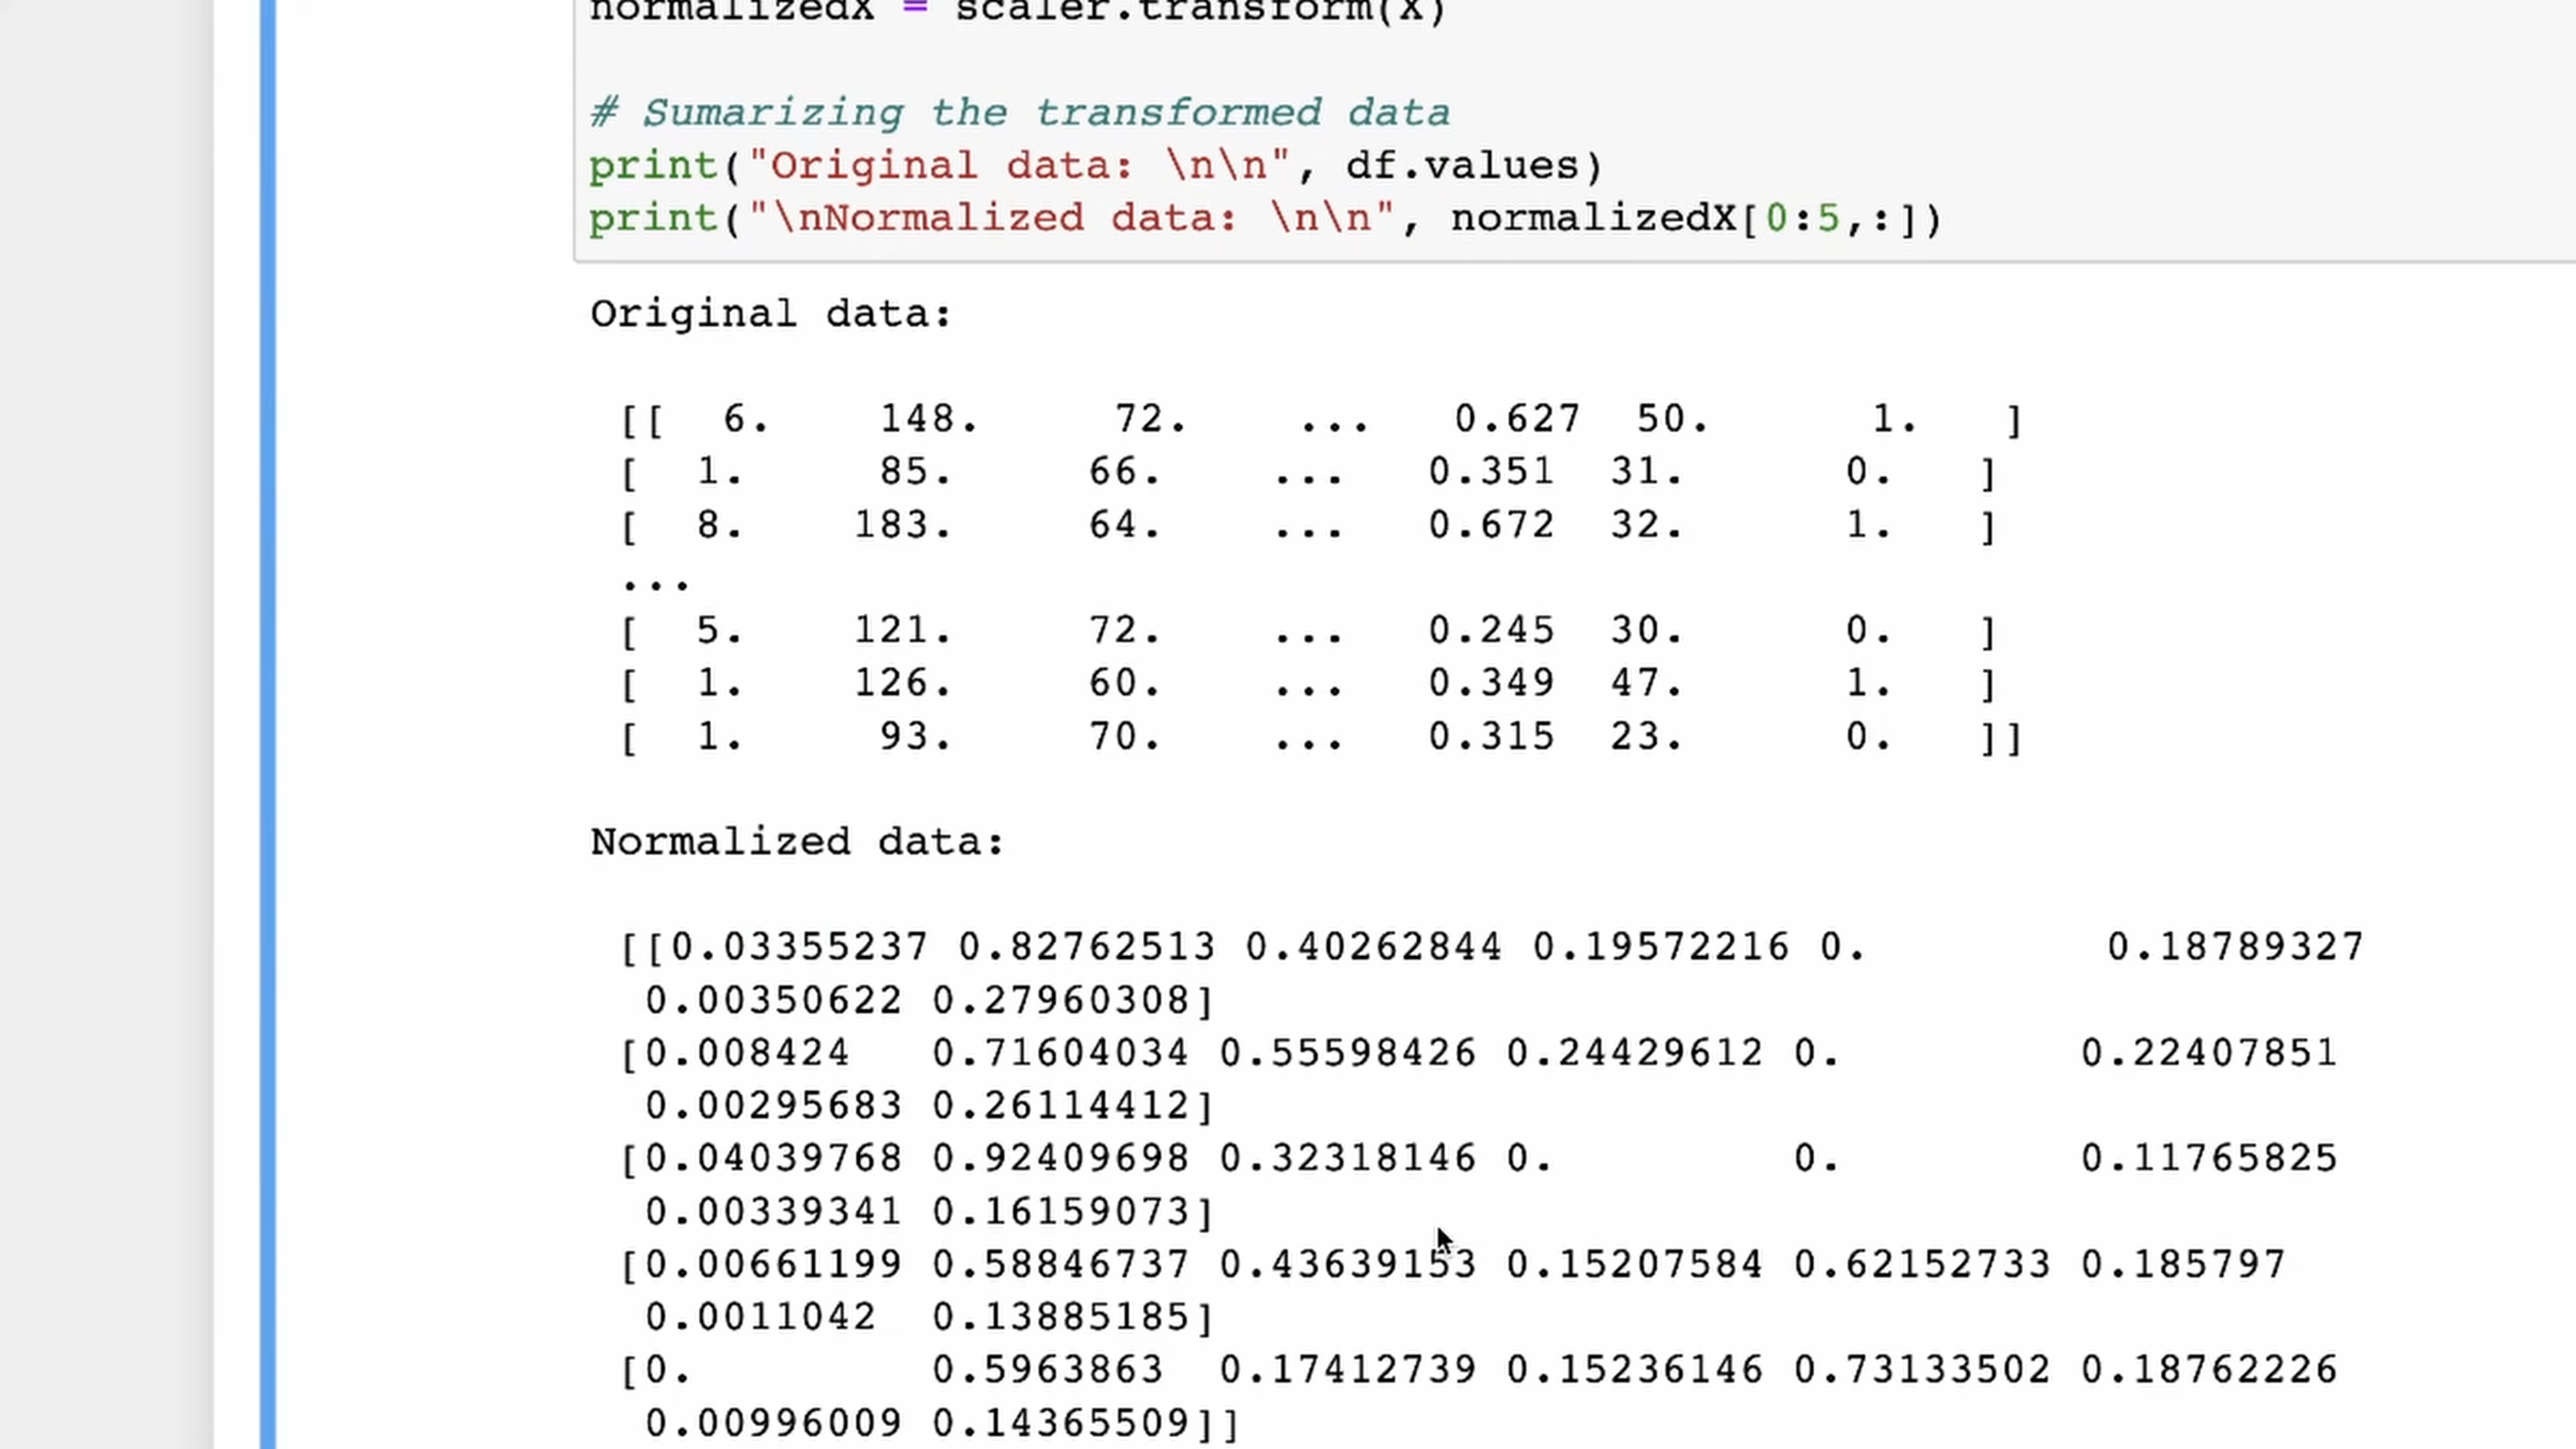 normalizedX = scaler.transform(X)
# Sumarizing the transformed data
print("Original data: \n\n", df.values)
print("\nNormalized data: \n\n", normalizedX[0:5,:])
Original data:
[[ 6. 148. 72. ... 0.627 50. 1. ]
[ 1. 85. 66. ... 0.351 31. 0. ]
[ 8. 183. 64. ... 0.672 32. 1. ]
...
[ 5. 121. 72. ... 0.245 30. 0. ]
[ 1. 126. 60. ... 0.349 47. 1. ]
[ 1. 93. 70. ... 0.315 23. 0. ]]
Normalized data:
[[0.03355237 0.82762513 0.40262844 0.19572216 0. 0.18789327
0.00350622 0.27960308]
[0.008424 0.71604034 0.55598426 0.24429612 0. 0.22407851
0.00295683 0.26114412]
[0.04039768 0.92409698 0.32318146 0. 0. 0.11765825
0.00339341 0.16159073]
[0.00661199 0.58846737 0.43639153 0.15207584 0.62152733 0.185797
0.0011042 0.13885185]
[0. 0.5963863 0.17412739 0.15236146 0.73133502 0.18762226
0.00996009 0.14365509]]